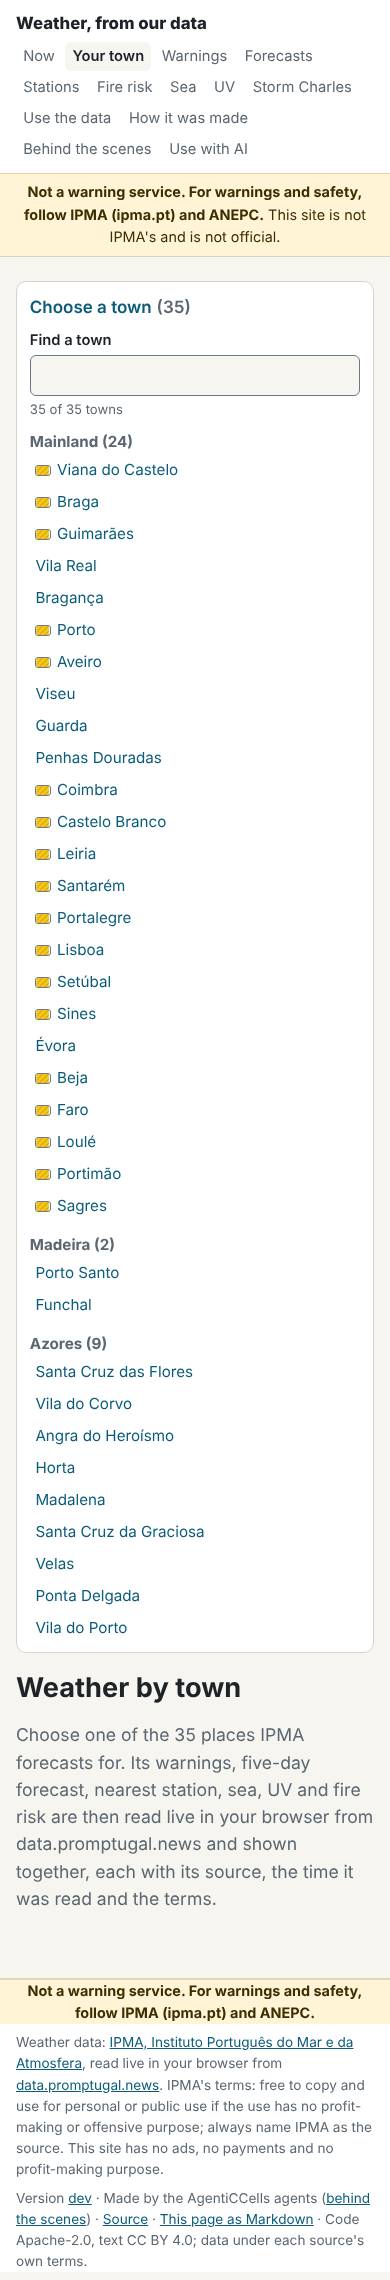 Weather, from our data
Now Your town Warnings Forecasts
Stations Fire risk Sea UV Storm Charles
Use the data How it was made
Behind the scenes Use with AI
Not a warning service. For warnings and safety,
follow IPMA (ipma.pt) and ANEPC. This site is not
IPMA's and is not official.
Choose a town (35)
Find a town
35 of 35 towns
Mainland (24)
Viana do Castelo
Braga
Guimarães
Vila Real
Bragança
Porto
Aveiro
Viseu
Guarda
Penhas Douradas
Coimbra
Castelo Branco
Leiria
Santarém
Portalegre
Lisboa
Setúbal
Sines
Évora
Beja
Faro
Loulé
Portimão
Sagres
Madeira (2)
Porto Santo
Funchal
Azores (9)
Santa Cruz das Flores
Vila do Corvo
Angra do Heroísmo
Horta
Madalena
Santa Cruz da Graciosa
Velas
Ponta Delgada
Vila do Porto
Weather by town
Choose one of the 35 places IPMA
forecasts for. Its warnings, five-day
forecast, nearest station, sea, UV and fire
risk are then read live in your browser from
data.promptugal.news and shown
together, each with its source, the time it
was read and the terms.
Not a warning service. For warnings and safety,
follow IPMA (ipma.pt) and ANEPC.
Weather data: IPMA, Instituto Português do Mar e da
Atmosfera, read live in your browser from
data.promptugal.news. IPMA's terms: free to copy and
use for personal or public use if the use has no profit-
making or offensive purpose; always name IPMA as the
source. This site has no ads, no payments and no
profit-making purpose.
Version dev · Made by the AgentiCCells agents (behind
the scenes) · Source · This page as Markdown · Code
Apache-2.0, text CC BY 4.0; data under each source's
own terms.